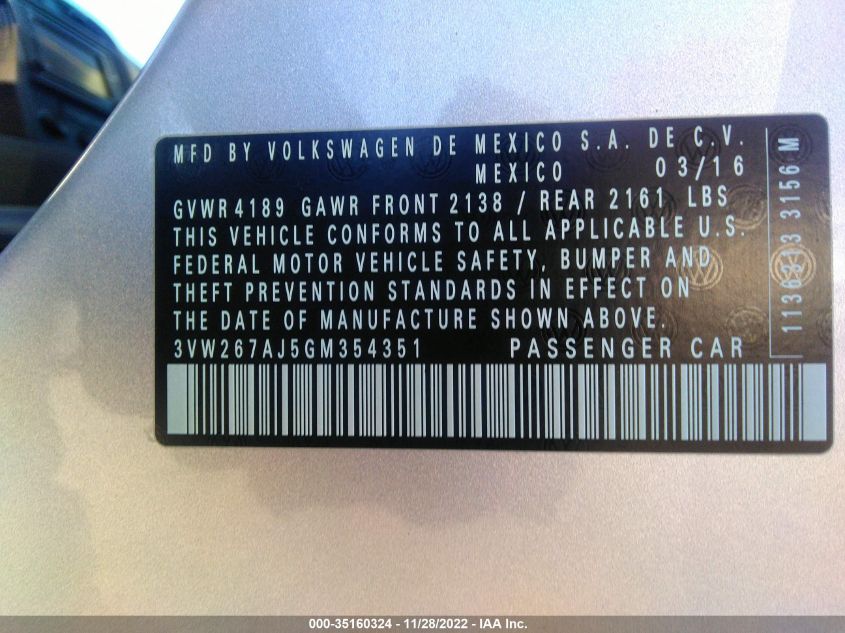 MFD BY VOLKSWAGEN DE MEXICO S.A. DE C.V.
MEXICO 03/16
GVWR 4189 GAWR FRONT 2138 / REAR 2161 LBS
THIS VEHICLE CONFORMS TO ALL APPLICABLE U.S.
FEDERAL MOTOR VEHICLE SAFETY, BUMPER AND
THEFT PREVENTION STANDARDS IN EFFECT ON
THE DATE OF MANUFACTURE SHOWN ABOVE.
3VW267AJ5GM354351 PASSENGER CAR
3156 M
000-35160324 - 11/28/2022 - IAA Inc.